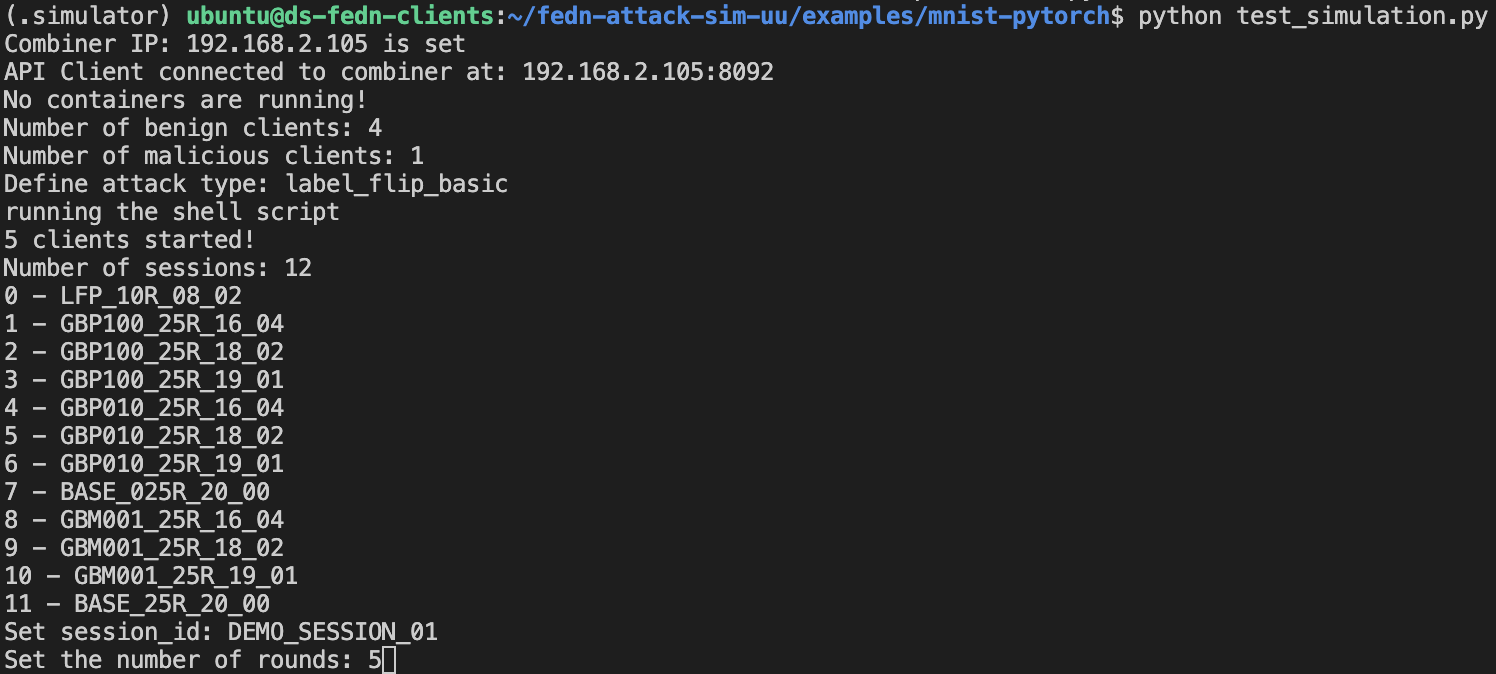 (.simulator) ubuntu@ds-fedn-clients:~/fedn-attack-sim-uu/examples/mnist-pytorch$ python test_simulation.py
Combiner IP: 192.168.2.105 is set
API Client connected to combiner at: 192.168.2.105:8092
No containers are running!
Number of benign clients: 4
Number of malicious clients: 1
Define attack type: label_flip_basic
running the shell script
5 clients started!
Number of sessions: 12
0 – LFP_10R_08_02
1 – GBP100_25R_16_04
2 – GBP100_25R_18_02
3 – GBP100_25R_19_01
4 – GBP010_25R_16_04
5 – GBP010_25R_18_02
6 – GBP010_25R_19_01
7 – BASE_025R_20_00
8 – GBM001_25R_16_04
9 – GBM001_25R_18_02
10 – GBM001_25R_19_01
11 – BASE_25R_20_00
Set session_id: DEMO_SESSION_01
Set the number of rounds: 5